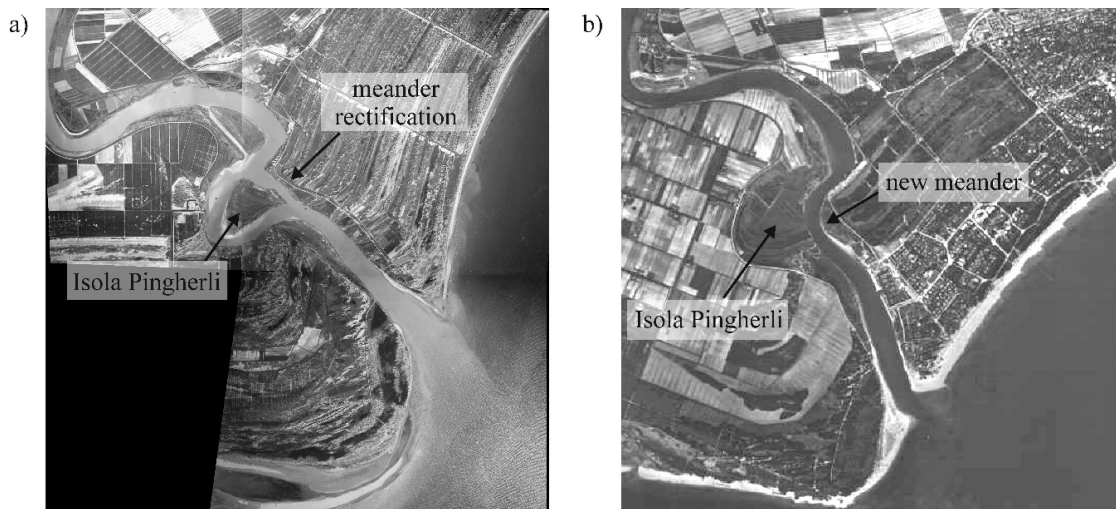 a)
meander
rectification
Isola Pingherli
b)
new meander
Isola Pingherli